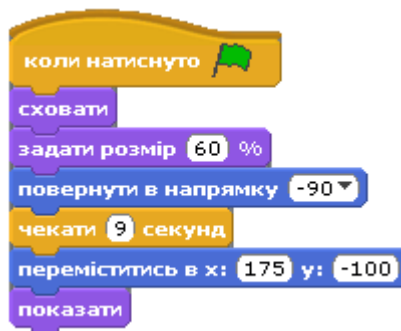 коли натиснуто
сховати
задати розмір 60 %
повернути в напрямку -90
чекати 9 секунд
переміститись в x: 175 y: -100
показати